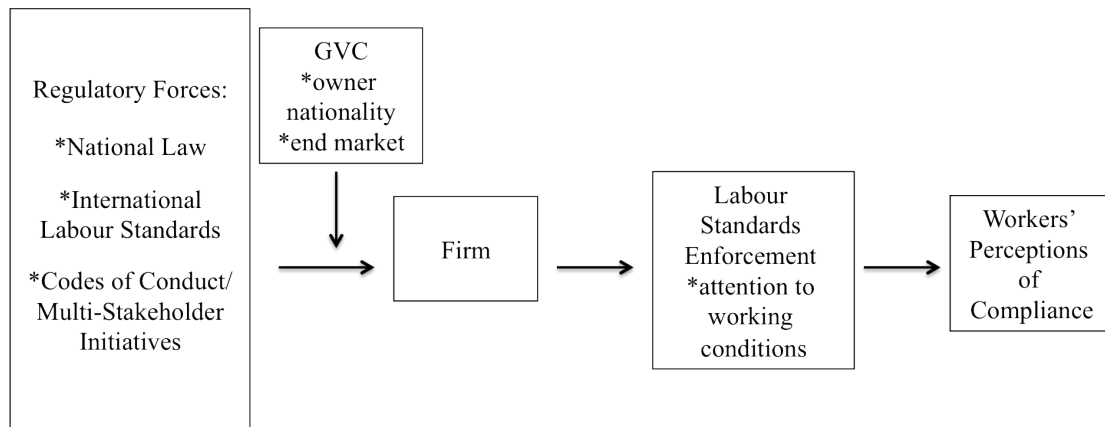 Regulatory Forces:
*National Law
*International
Labour Standards
*Codes of Conduct/
Multi-Stakeholder
Initiatives
GVC
*owner
nationality
*end market
Firm
Labour
Standards
Enforcement
*attention to
working
conditions
Workers’
Perceptions
of
Compliance